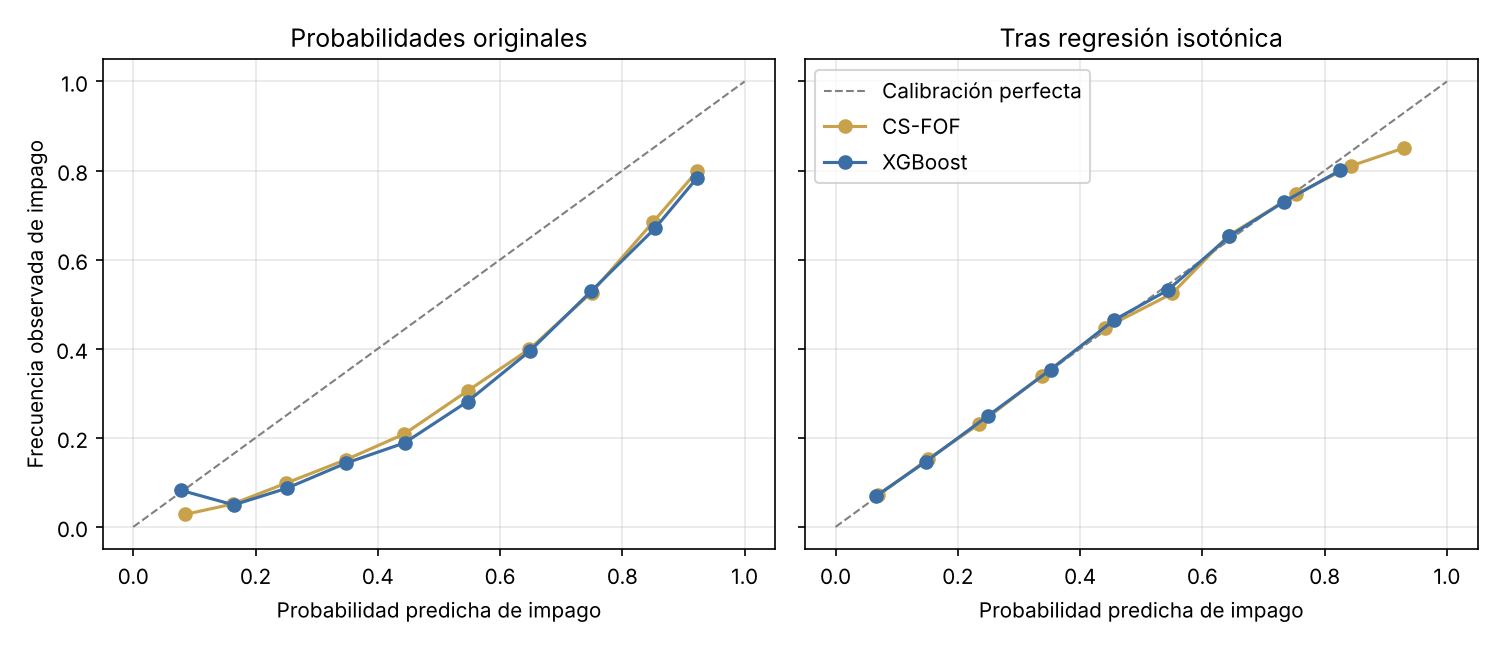 Probabilidades originales
Frecuencia observada de impago
1.0
0.8
0.6
0.4
0.2
0.0
0.0 0.2 0.4 0.6 0.8 1.0
Probabilidad predicha de impago
Tras regresión isotónica
Calibración perfecta
CS-FOF
XGBoost
0.0 0.2 0.4 0.6 0.8 1.0
Probabilidad predicha de impago